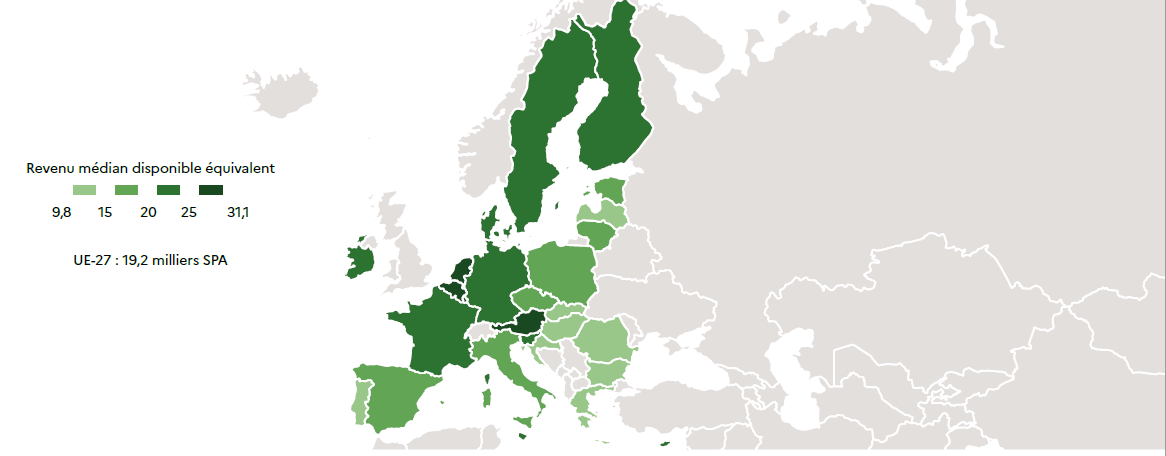 Revenu médian disponible équivalent
9,8 15 20 25 31,1
UE-27 : 19,2 milliers SPA